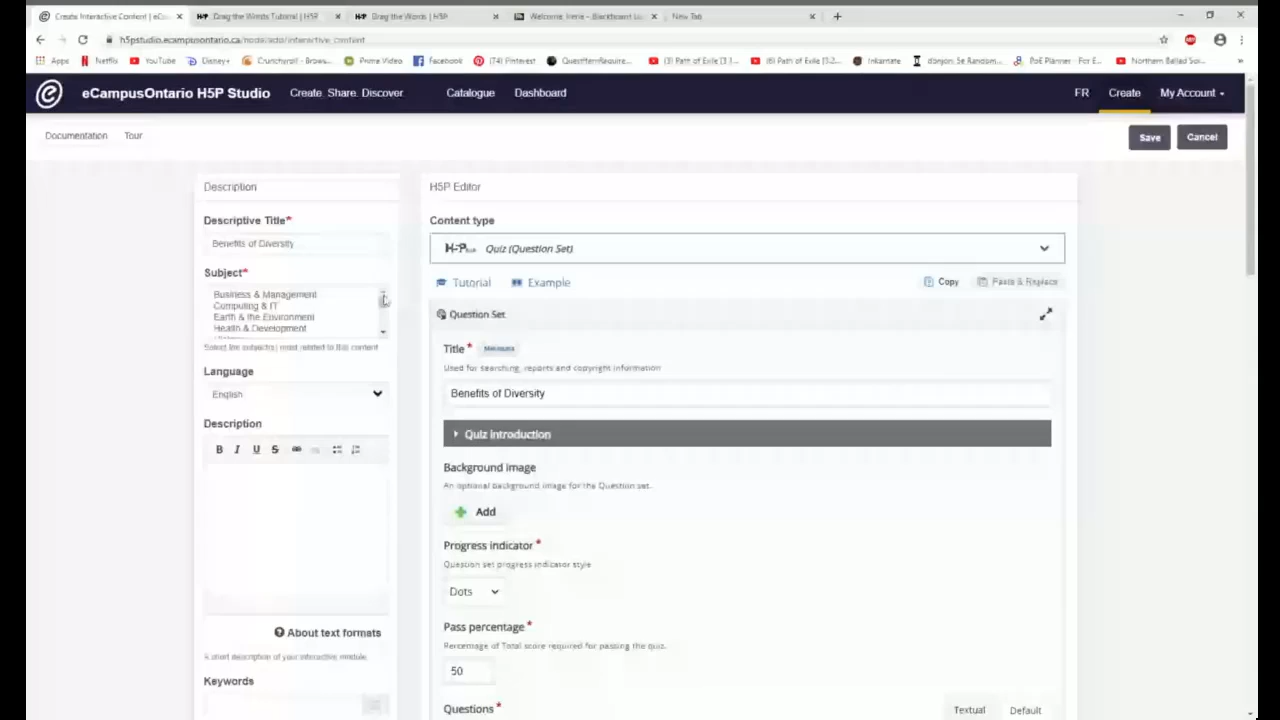 Create Interactive Content | eCa
Drag the Words Tutorial | H5P
Drag the Words | H5P
Welcome, Irene – Blackboard Le
New Tab
h5pstudio.ecampusontario.ca/node/add/interactive_content
Apps
Netflix
YouTube
Disney+
Crunchyroll - Brows...
Prime Video
Facebook
(74) Pinterest
(3) Path of Exile [3.1...
(6) Path of Exile [3.2...
Inkarnate
donjon; 5e Random...
PoE Planner - For E...
Northern Ballad Sol...
eCampusOntario H5P Studio
Create. Share. Discover
Catalogue
Dashboard
FR
Create
My Account
Documentation
Tour
Save
Cancel
Description
Descriptive Title*
Benefits of Diversity
Subject*
Business & Management
Computing & IT
Earth & the Environment
Health & Development
Select the subject(s) most related to this content
Language
English
Description
B I U S
About text formats
A short description of your interactive module.
Keywords
H5P Editor
Content type
H-P Quiz (Question Set)
Tutorial
Example
Copy
Paste & Replace
Question Set
Title *
Metadata
Used for searching, reports and copyright information
Benefits of Diversity
Quiz introduction
Background image
An optional background image for the Question set.
Add
Progress indicator *
Question set progress indicator style
Dots
Pass percentage *
Percentage of Total score required for passing the quiz.
50
Questions *
Textual
Default